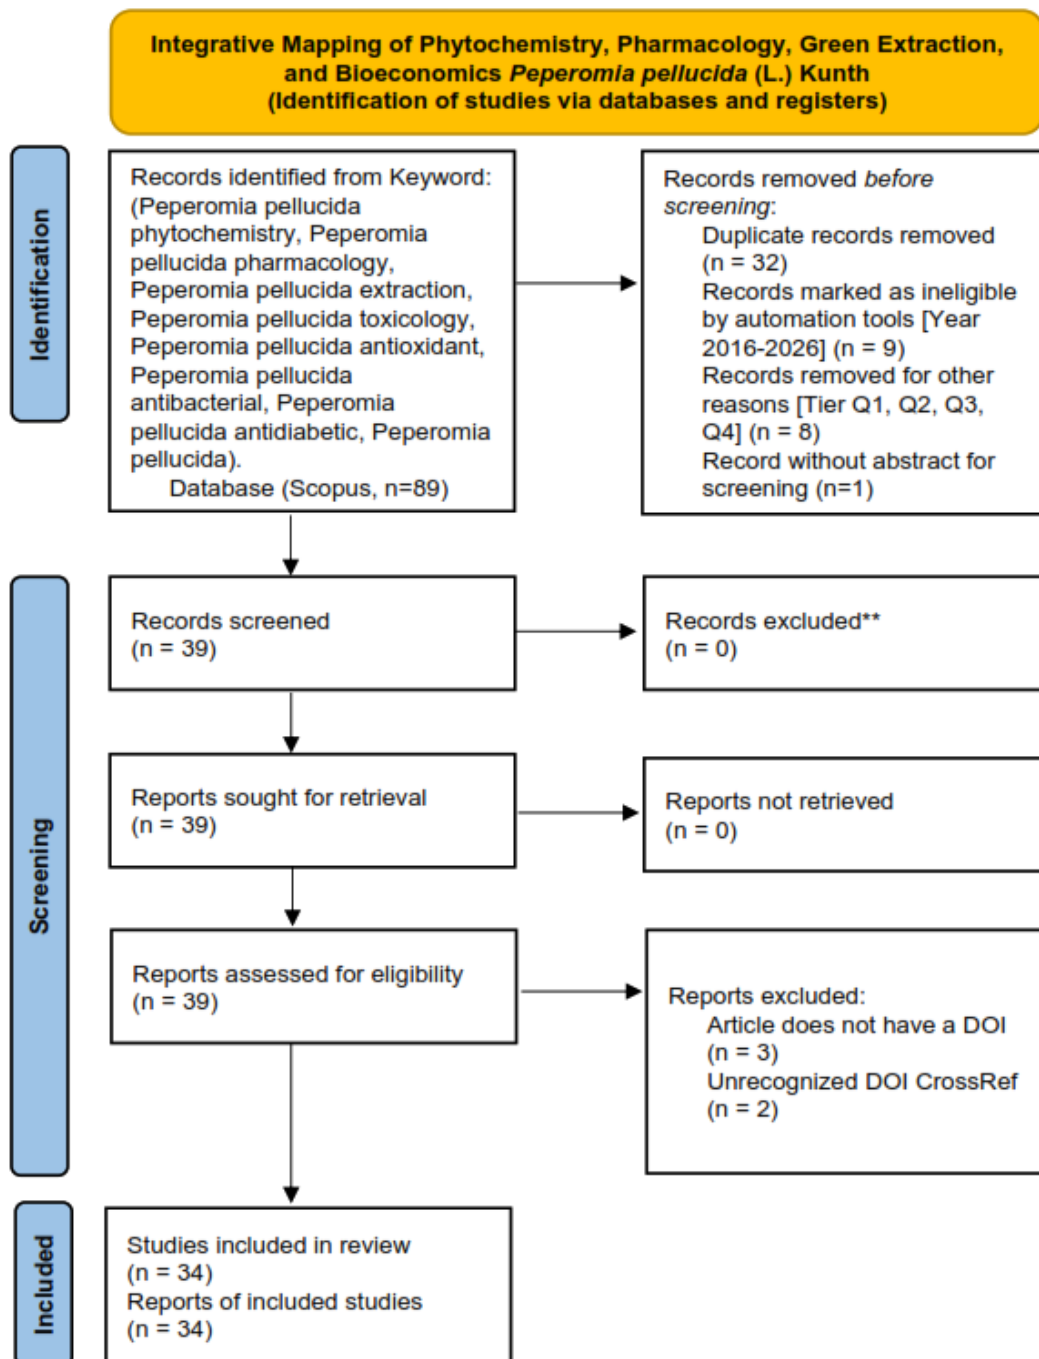 Integrative Mapping of Phytochemistry, Pharmacology, Green Extraction,
and Bioeconomics Peperomia pellucida (L.) Kunth
(Identification of studies via databases and registers)
Identification
Records identified from Keyword:
(Peperomia pellucida
phytochemistry, Peperomia
pellucida pharmacology,
Peperomia pellucida extraction,
Peperomia pellucida toxicology,
Peperomia pellucida antioxidant,
Peperomia pellucida
antibacterial, Peperomia
pellucida antidiabetic, Peperomia
pellucida).
Database (Scopus, n=89)
Records removed before
screening:
Duplicate records removed
(n = 32)
Records marked as ineligible
by automation tools [Year
2016-2026] (n = 9)
Records removed for other
reasons [Tier Q1, Q2, Q3,
Q4] (n = 8)
Record without abstract for
screening (n=1)
Screening
Records screened
(n = 39)
Records excluded**
(n = 0)
Reports sought for retrieval
(n = 39)
Reports not retrieved
(n = 0)
Reports assessed for eligibility
(n = 39)
Reports excluded:
Article does not have a DOI
(n = 3)
Unrecognized DOI CrossRef
(n = 2)
Included
Studies included in review
(n = 34)
Reports of included studies
(n = 34)